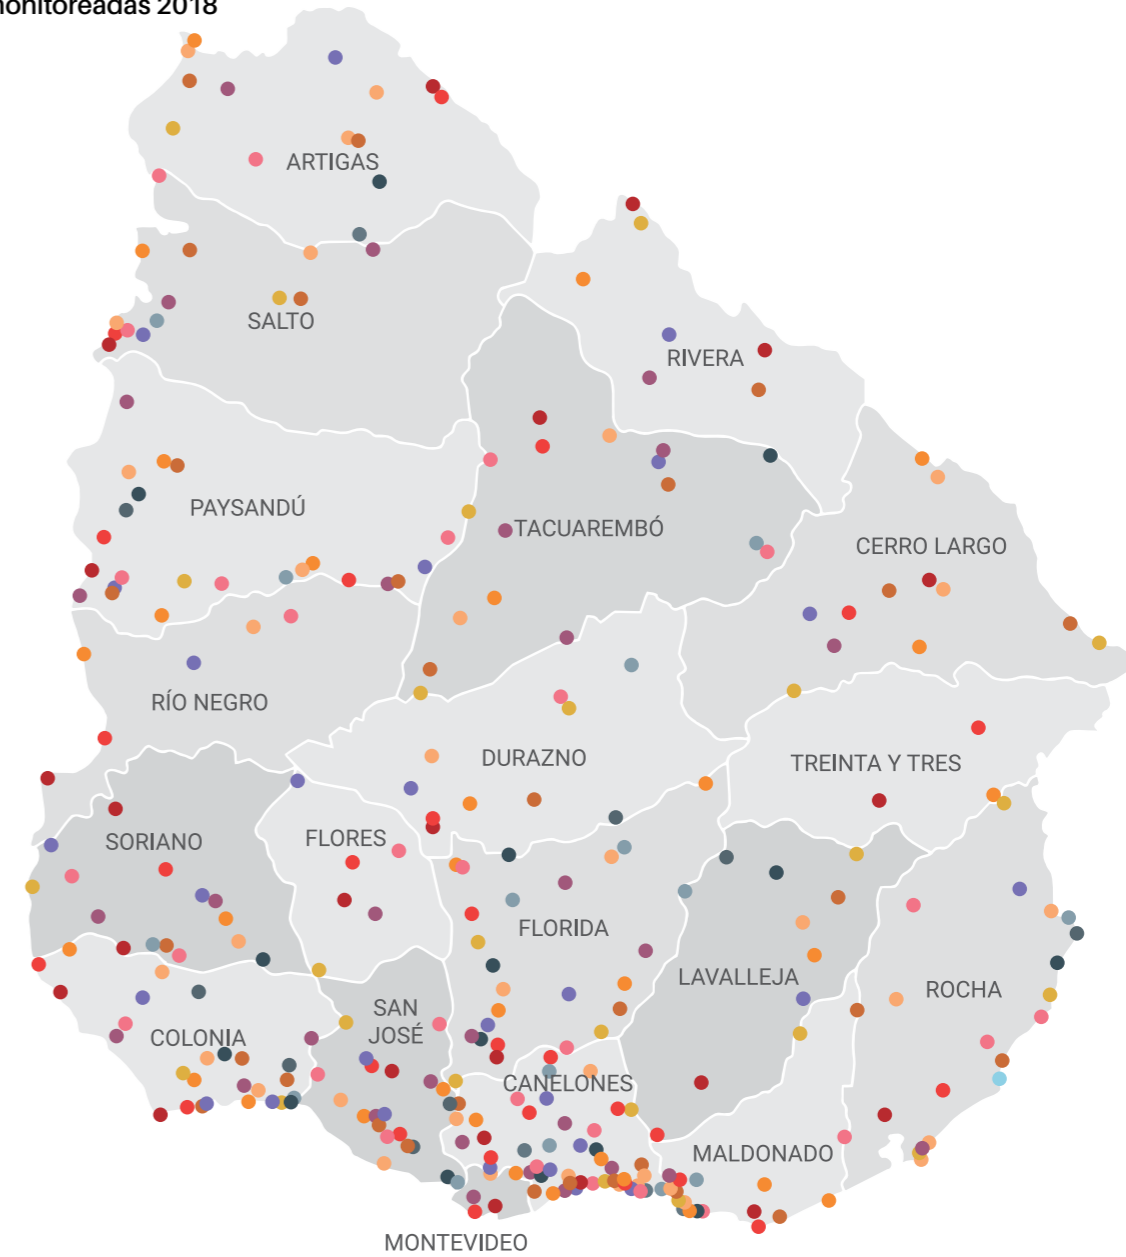 monitoreadas 2018
ARTIGAS
SALTO
RIVERA
PAYSANDÚ
TACUAREMBÓ
CERRO LARGO
RÍO NEGRO
DURAZNO
TREINTA Y TRES
SORIANO
FLORES
FLORIDA
LAVALLEJA
ROCHA
SAN
JOSÉ
COLONIA
CANELONES
MALDONADO
MONTEVIDEO